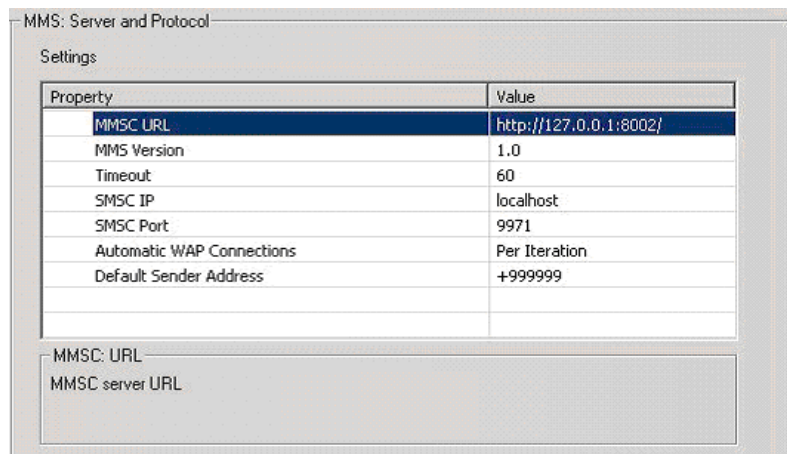 MMS: Server and Protocol
Settings
Property Value
MMSC URL http://127.0.0.1:8002/
MMS Version 1.0
Timeout 60
SMSC IP localhost
SMSC Port 9971
Automatic WAP Connections Per Iteration
Default Sender Address +999999
MMSC: URL
MMSC server URL